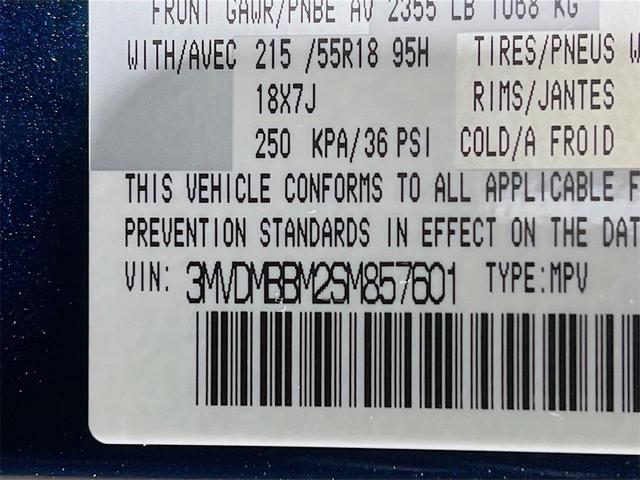 FRONT GAWR/PNBE AV 2355 LB 1068 KG
WITH/AVEC 215 /55R18 95H TIRES/PNEUS W
18X7J RIMS/JANTES
250 KPA/36 PSI COLD/A FROID
THIS VEHICLE CONFORMS TO ALL APPLICABLE F
PREVENTION STANDARDS IN EFFECT ON THE DAT
VIN: 3MVDMBBM2SM857601 TYPE:MPV